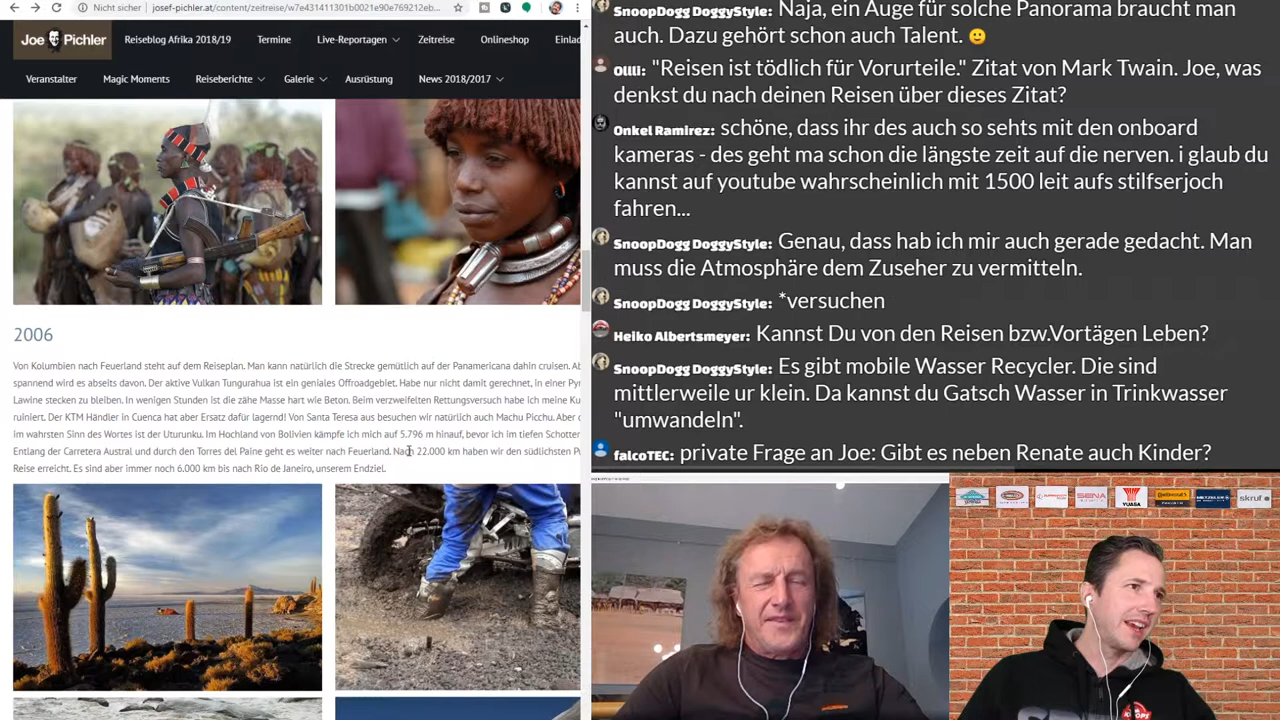 Nicht sicher | josef-pichler.at/content/zeitreise/w7e431411301b0021e90e769212eb...
Joe Pichler
Reiseblog Afrika 2018/19
Termine
Live-Reportagen
Zeitreise
Onlineshop
Einlad
Veranstalter
Magic Moments
Reiseberichte
Galerie
Ausrüstung
News 2018/2017
2006
Von Kolumbien nach Feuerland steht auf dem Reiseplan. Man kann natürlich die Strecke gemütlich auf der Panamericana dahin cruisen. Ab
spannend wird es abseits davon. Der aktive Vulkan Tungurahua ist ein geniales Offroadgebiet. Habe nur nicht damit gerechnet, in einer Pyr
Lawine stecken zu bleiben. In wenigen Stunden ist die zähe Masse hart wie Beton. Beim verzweifelten Rettungsversuch habe ich meine Ku
ruiniert. Der KTM Händler in Cuenca hat aber Ersatz dafür lagernd! Von Santa Teresa aus besuchen wir natürlich auch Machu Picchu. Aber
im wahrsten Sinn des Wortes ist der Uturunku. Im Hochland von Bolivien kämpfe ich mich auf 5.796 m hinauf, bevor ich im tiefen Schotter
Entlang der Carretera Austral und durch den Torres del Paine geht es weiter nach Feuerland. Nach 22.000 km haben wir den südlichsten Pu
Reise erreicht. Es sind aber immer noch 6.000 km bis nach Rio de Janeiro, unserem Endziel.
SnoopDogg DoggyStyle: Naja, ein Auge für solche Panorama braucht man
auch. Dazu gehört schon auch Talent. 🙂
Ollli: "Reisen ist tödlich für Vorurteile." Zitat von Mark Twain. Joe, was
denkst du nach deinen Reisen über dieses Zitat?
Onkel Ramirez: schöne, dass ihr des auch so sehts mit den onboard
kameras - des geht ma schon die längste zeit auf die nerven. i glaub du
kannst auf youtube wahrscheinlich mit 1500 leit aufs stilfserjoch
fahren...
SnoopDogg DoggyStyle: Genau, dass hab ich mir auch gerade gedacht. Man
muss die Atmosphäre dem Zuseher zu vermitteln.
SnoopDogg DoggyStyle: *versuchen
Heiko Albertsmeyer: Kannst Du von den Reisen bzw.Vortägen Leben?
SnoopDogg DoggyStyle: Es gibt mobile Wasser Recycler. Die sind
mittlerweile ur klein. Da kannst du Gatsch Wasser in Trinkwasser
"umwandeln".
falcoTEC: private Frage an Joe: Gibt es neben Renate auch Kinder?
SENA
YUASA
Continental
METZELER
skruf